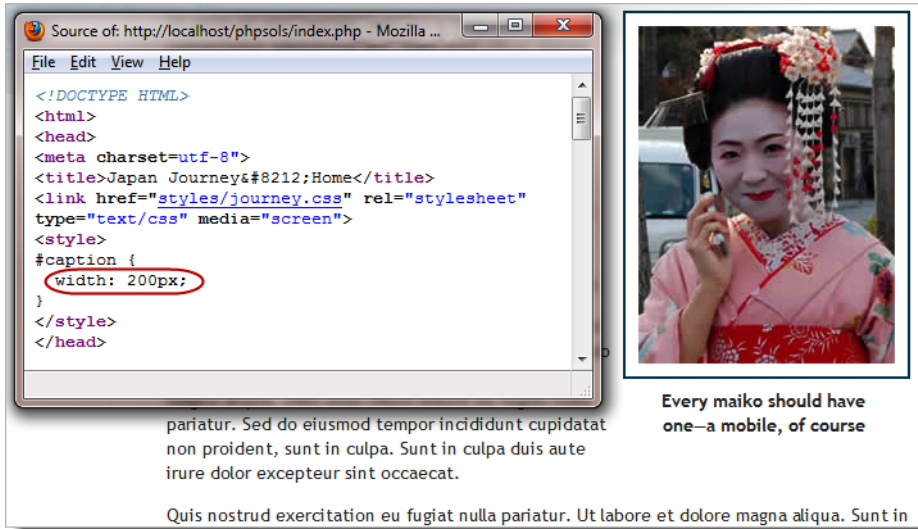 Source of: http://localhost/phpsols/index.php - Mozilla ...
File Edit View Help
<!DOCTYPE HTML>
<html>
<head>
<meta charset=utf-8">
<title>Japan Journey&#8212;Home</title>
<link href="styles/journey.css" rel="stylesheet"
type="text/css" media="screen">
<style>
#caption {
width: 200px;
}
</style>
</head>
Every maiko should have
one—a mobile, of course
pariatur. Sed do eiusmod tempor incididunt cupidatat
non proident, sunt in culpa. Sunt in culpa duis aute
irure dolor excepteur sint occaecat.
Quis nostrud exercitation eu fugiat nulla pariatur. Ut labore et dolore magna aliqua. Sunt in